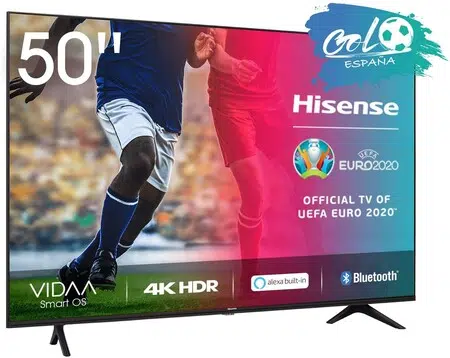 50"
Gol
ESPAÑA
Hisense
UEFA
EURO2020
OFFICIAL TV OF
UEFA EURO 2020™
VIDAA
Smart OS
4K HDR
alexa built-in
Bluetooth®